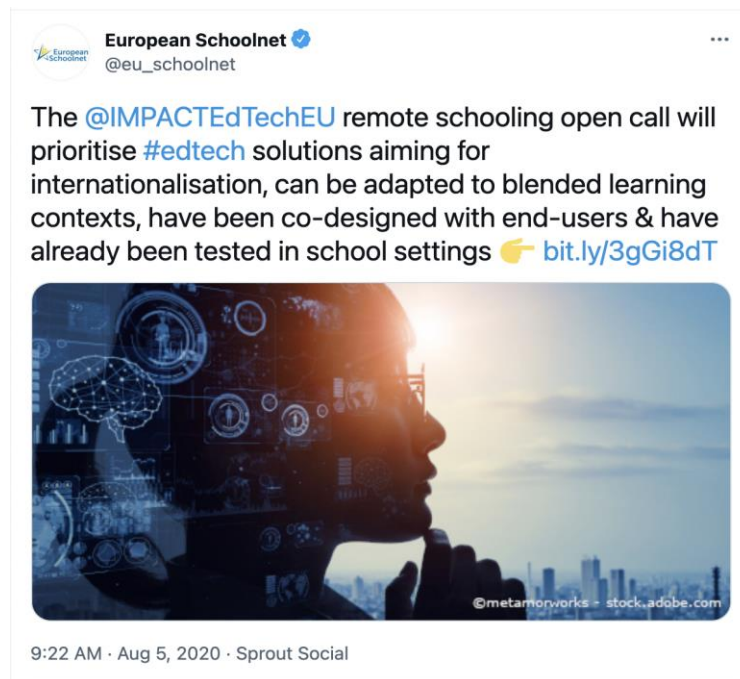 European Schoolnet
European Schoolnet
@eu_schoolnet
The @IMPACTEdTechEU remote schooling open call will
prioritise #edtech solutions aiming for
internationalisation, can be adapted to blended learning
contexts, have been co-designed with end-users & have
already been tested in school settings 👉 bit.ly/3gGi8dT
©metamorworks - stock.adobe.com
9:22 AM · Aug 5, 2020 · Sprout Social